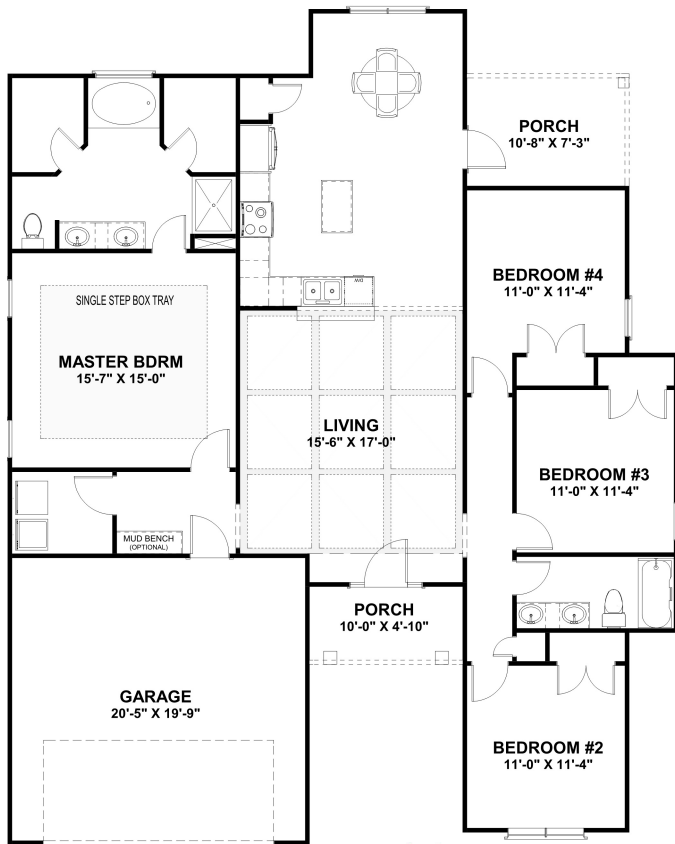 PORCH
10'-8" X 7'-3"
BEDROOM #4
11'-0" X 11'-4"
DW
SINGLE STEP BOX TRAY
MASTER BDRM
15'-7" X 15'-0"
LIVING
15'-6" X 17'-0"
BEDROOM #3
11'-0" X 11'-4"
MUD BENCH
(OPTIONAL)
PORCH
10'-0" X 4'-10"
GARAGE
20'-5" X 19'-9"
BEDROOM #2
11'-0" X 11'-4"